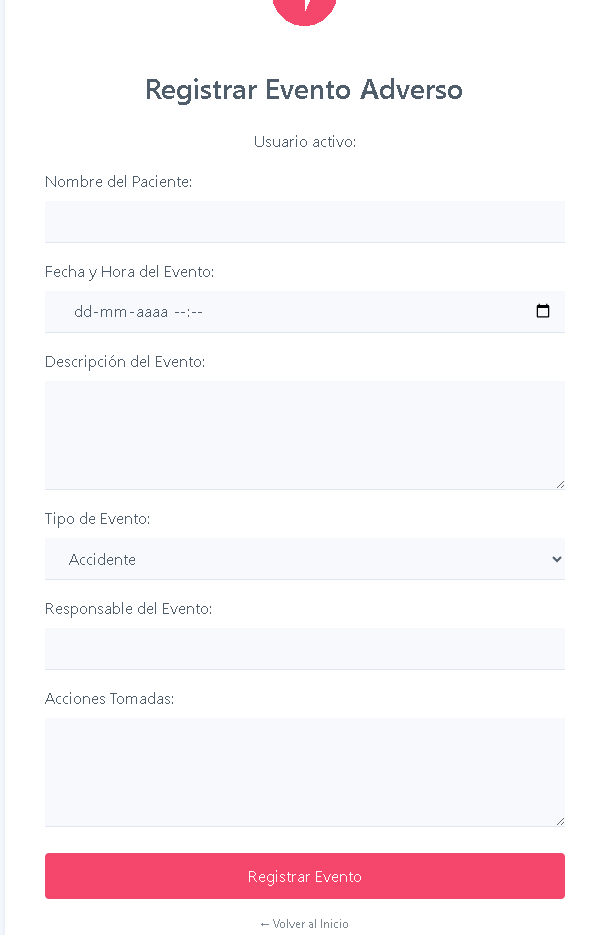 Registrar Evento Adverso
Usuario activo:
Nombre del Paciente:
Fecha y Hora del Evento:
dd-mm-aaaa --:--
Descripción del Evento:
Tipo de Evento:
Accidente
Responsable del Evento:
Acciones Tomadas:
Registrar Evento
← Volver al Inicio